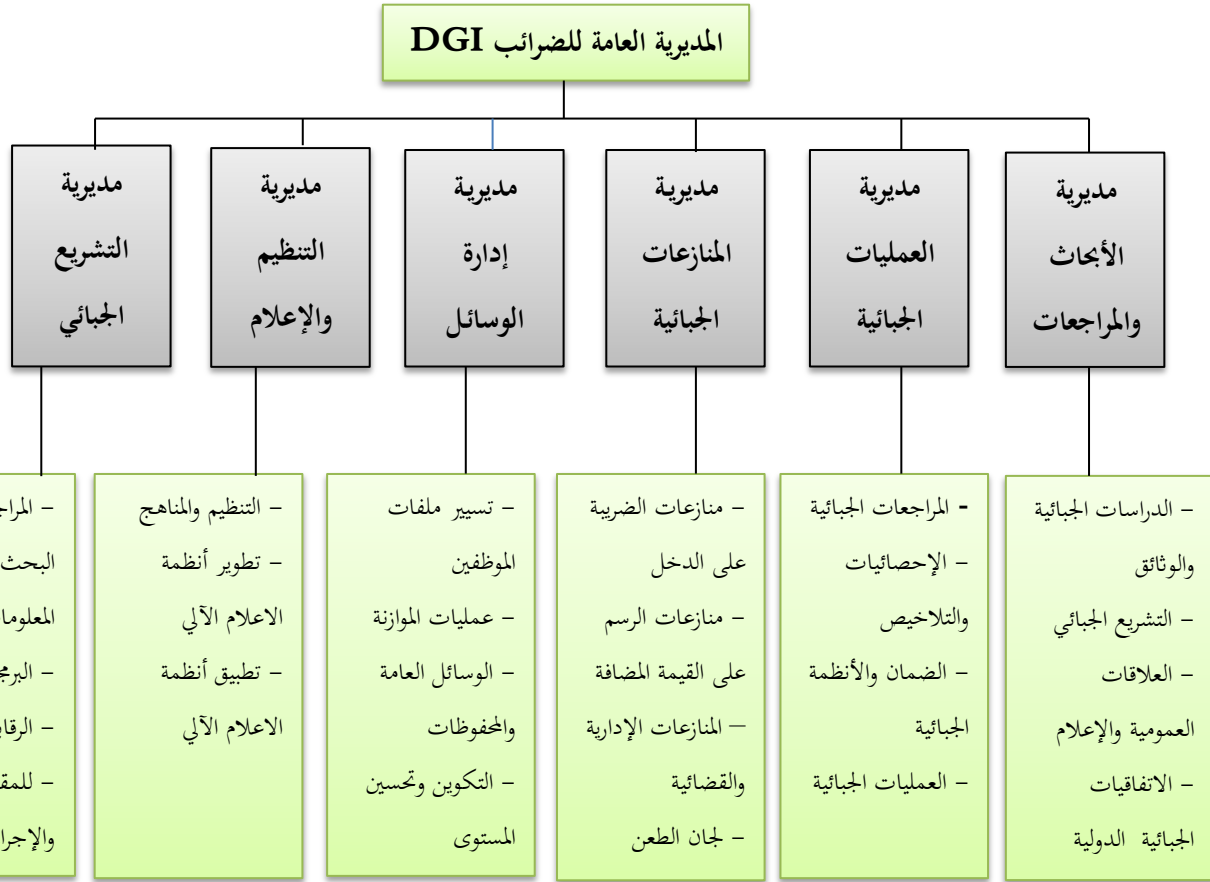 المديرية العامة للضرائب DGI
مديرية
الأبحاث
والمراجعات
مديرية
العمليات
الجبائية
مديرية
المنازعات
الجبائية
مديرية
إدارة
الوسائل
مديرية
التنظيم
والإعلام
مديرية
التشريع
الجبائي
– الدراسات الجبائية
والوثائق
– التشريع الجبائي
– العلاقات
العمومية والإعلام
– الاتفاقيات
الجبائية الدولية
- المراجعات الجبائية
– الإحصائيات
والتلاخيص
– الضمان والأنظمة
الجبائية
– العمليات الجبائية
– منازعات الضريبة
على الدخل
– منازعات الرسم
على القيمة المضافة
– المنازعات الإدارية
والقضائية
– لجان الطعن
– تسيير ملفات
الموظفين
– عمليات الموازنة
– الوسائل العامة
والمحفوظات
– التكوين وتحسين
المستوى
– التنظيم والمناهج
– تطوير أنظمة
الاعلام الآلي
– تطبيق أنظمة
الاعلام الآلي
–
البحث
–
–
–